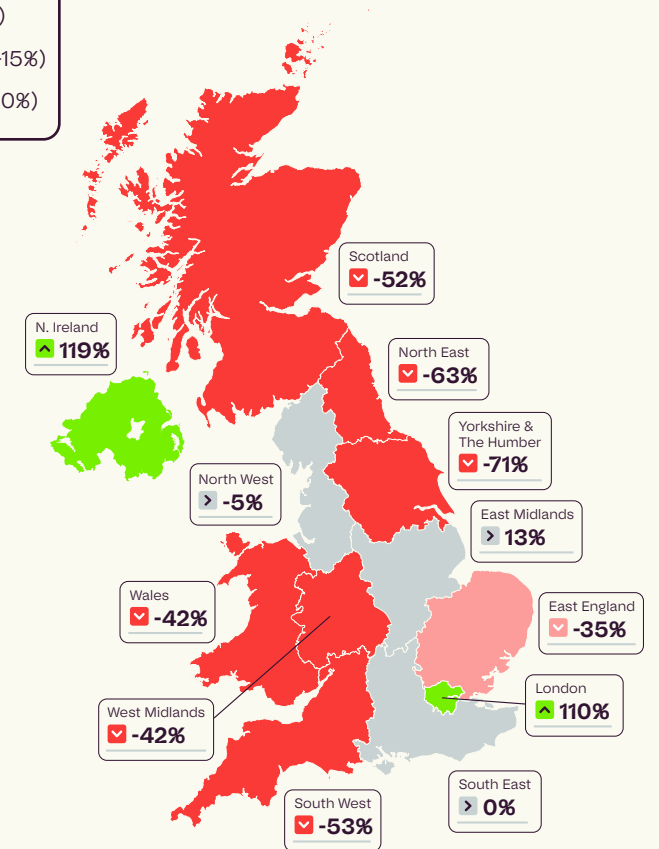 )
-15%)
0%)
Scotland
-52%
N. Ireland
119%
North East
-63%
Yorkshire &
The Humber
-71%
North West
-5%
East Midlands
13%
Wales
-42%
East England
-35%
London
110%
West Midlands
-42%
South East
0%
South West
-53%